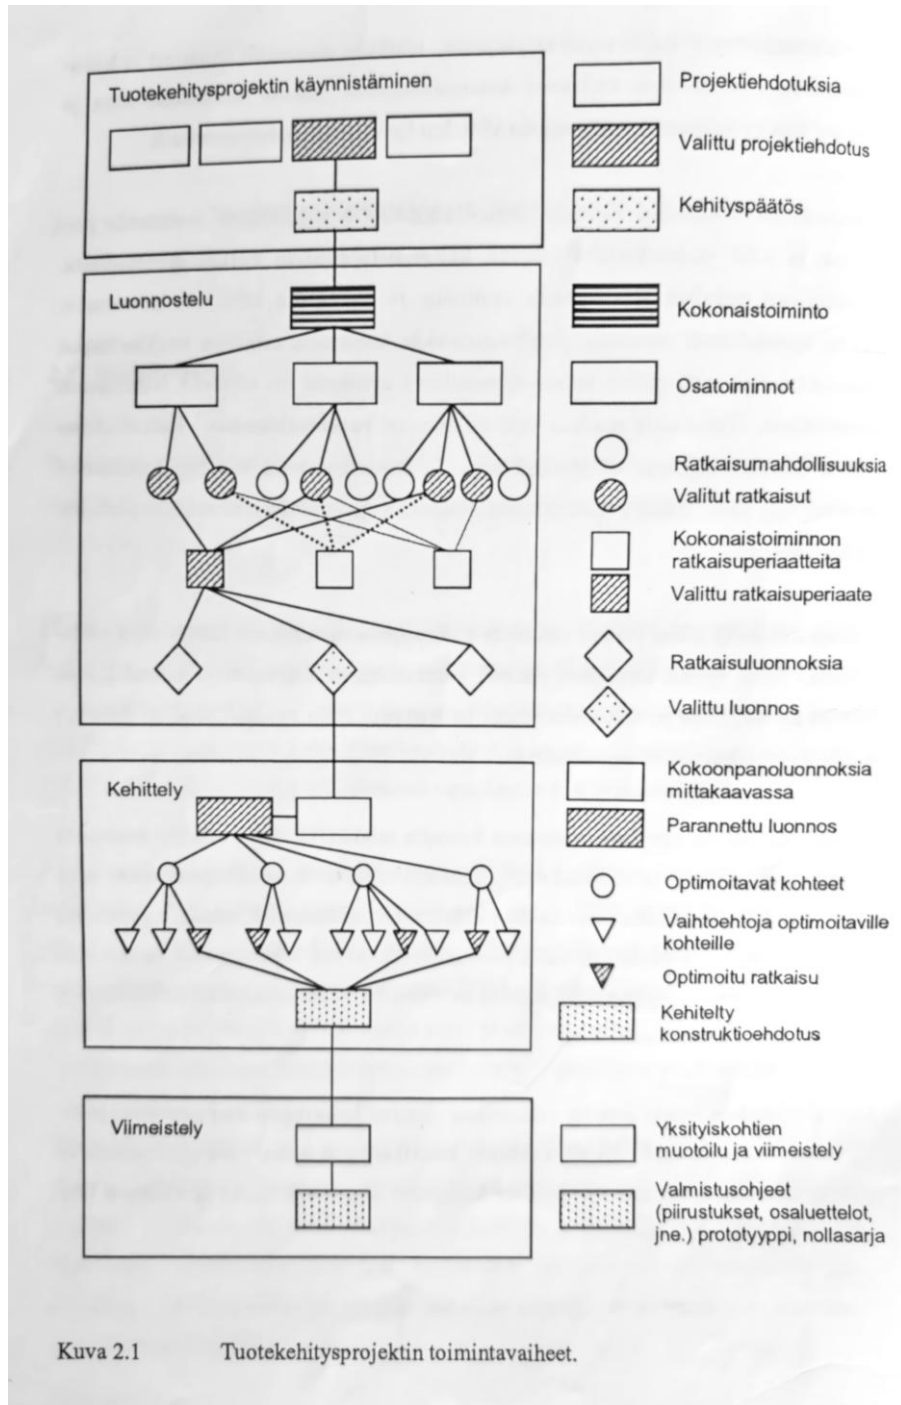 Tuotekehitysprojektin käynnistäminen
Projektiehdotuksia
Valittu projektiehdotus
Kehityspäätös
Luonnostelu
Kokonaistoiminto
Osatoiminnot
Ratkaisumahdollisuuksia
Valitut ratkaisut
Kokonaistoiminnon
ratkaisuperiaatteita
Valittu ratkaisuperiaate
Ratkaisuluonnoksia
Valittu luonnos
Kehittely
Kokoonpanoluonnoksia
mittakaavassa
Parannettu luonnos
Optimoitavat kohteet
Vaihtoehtoja optimoitaville
kohteille
Optimoitu ratkaisu
Kehitelty
konstruktioehdotus
Viimeistely
Yksityiskohtien
muotoilu ja viimeistely
Valmistusohjeet
(piirustukset, osaluettelot,
jne.) prototyyppi, nollasarja
Kuva 2.1 Tuotekehitysprojektin toimintavaiheet.